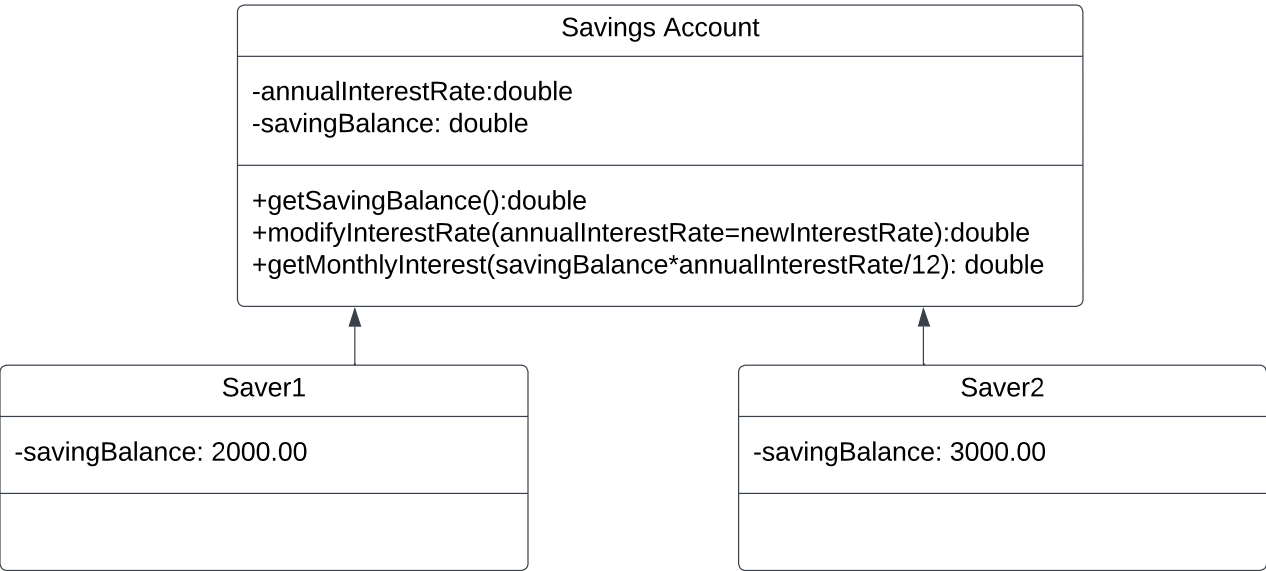 Savings Account
-annualInterestRate:double
-savingBalance: double
+getSavingBalance():double
+modifyInterestRate(annualInterestRate=newInterestRate):double
+getMonthlyInterest(savingBalance*annualInterestRate/12): double
Saver1
-savingBalance: 2000.00
Saver2
-savingBalance: 3000.00